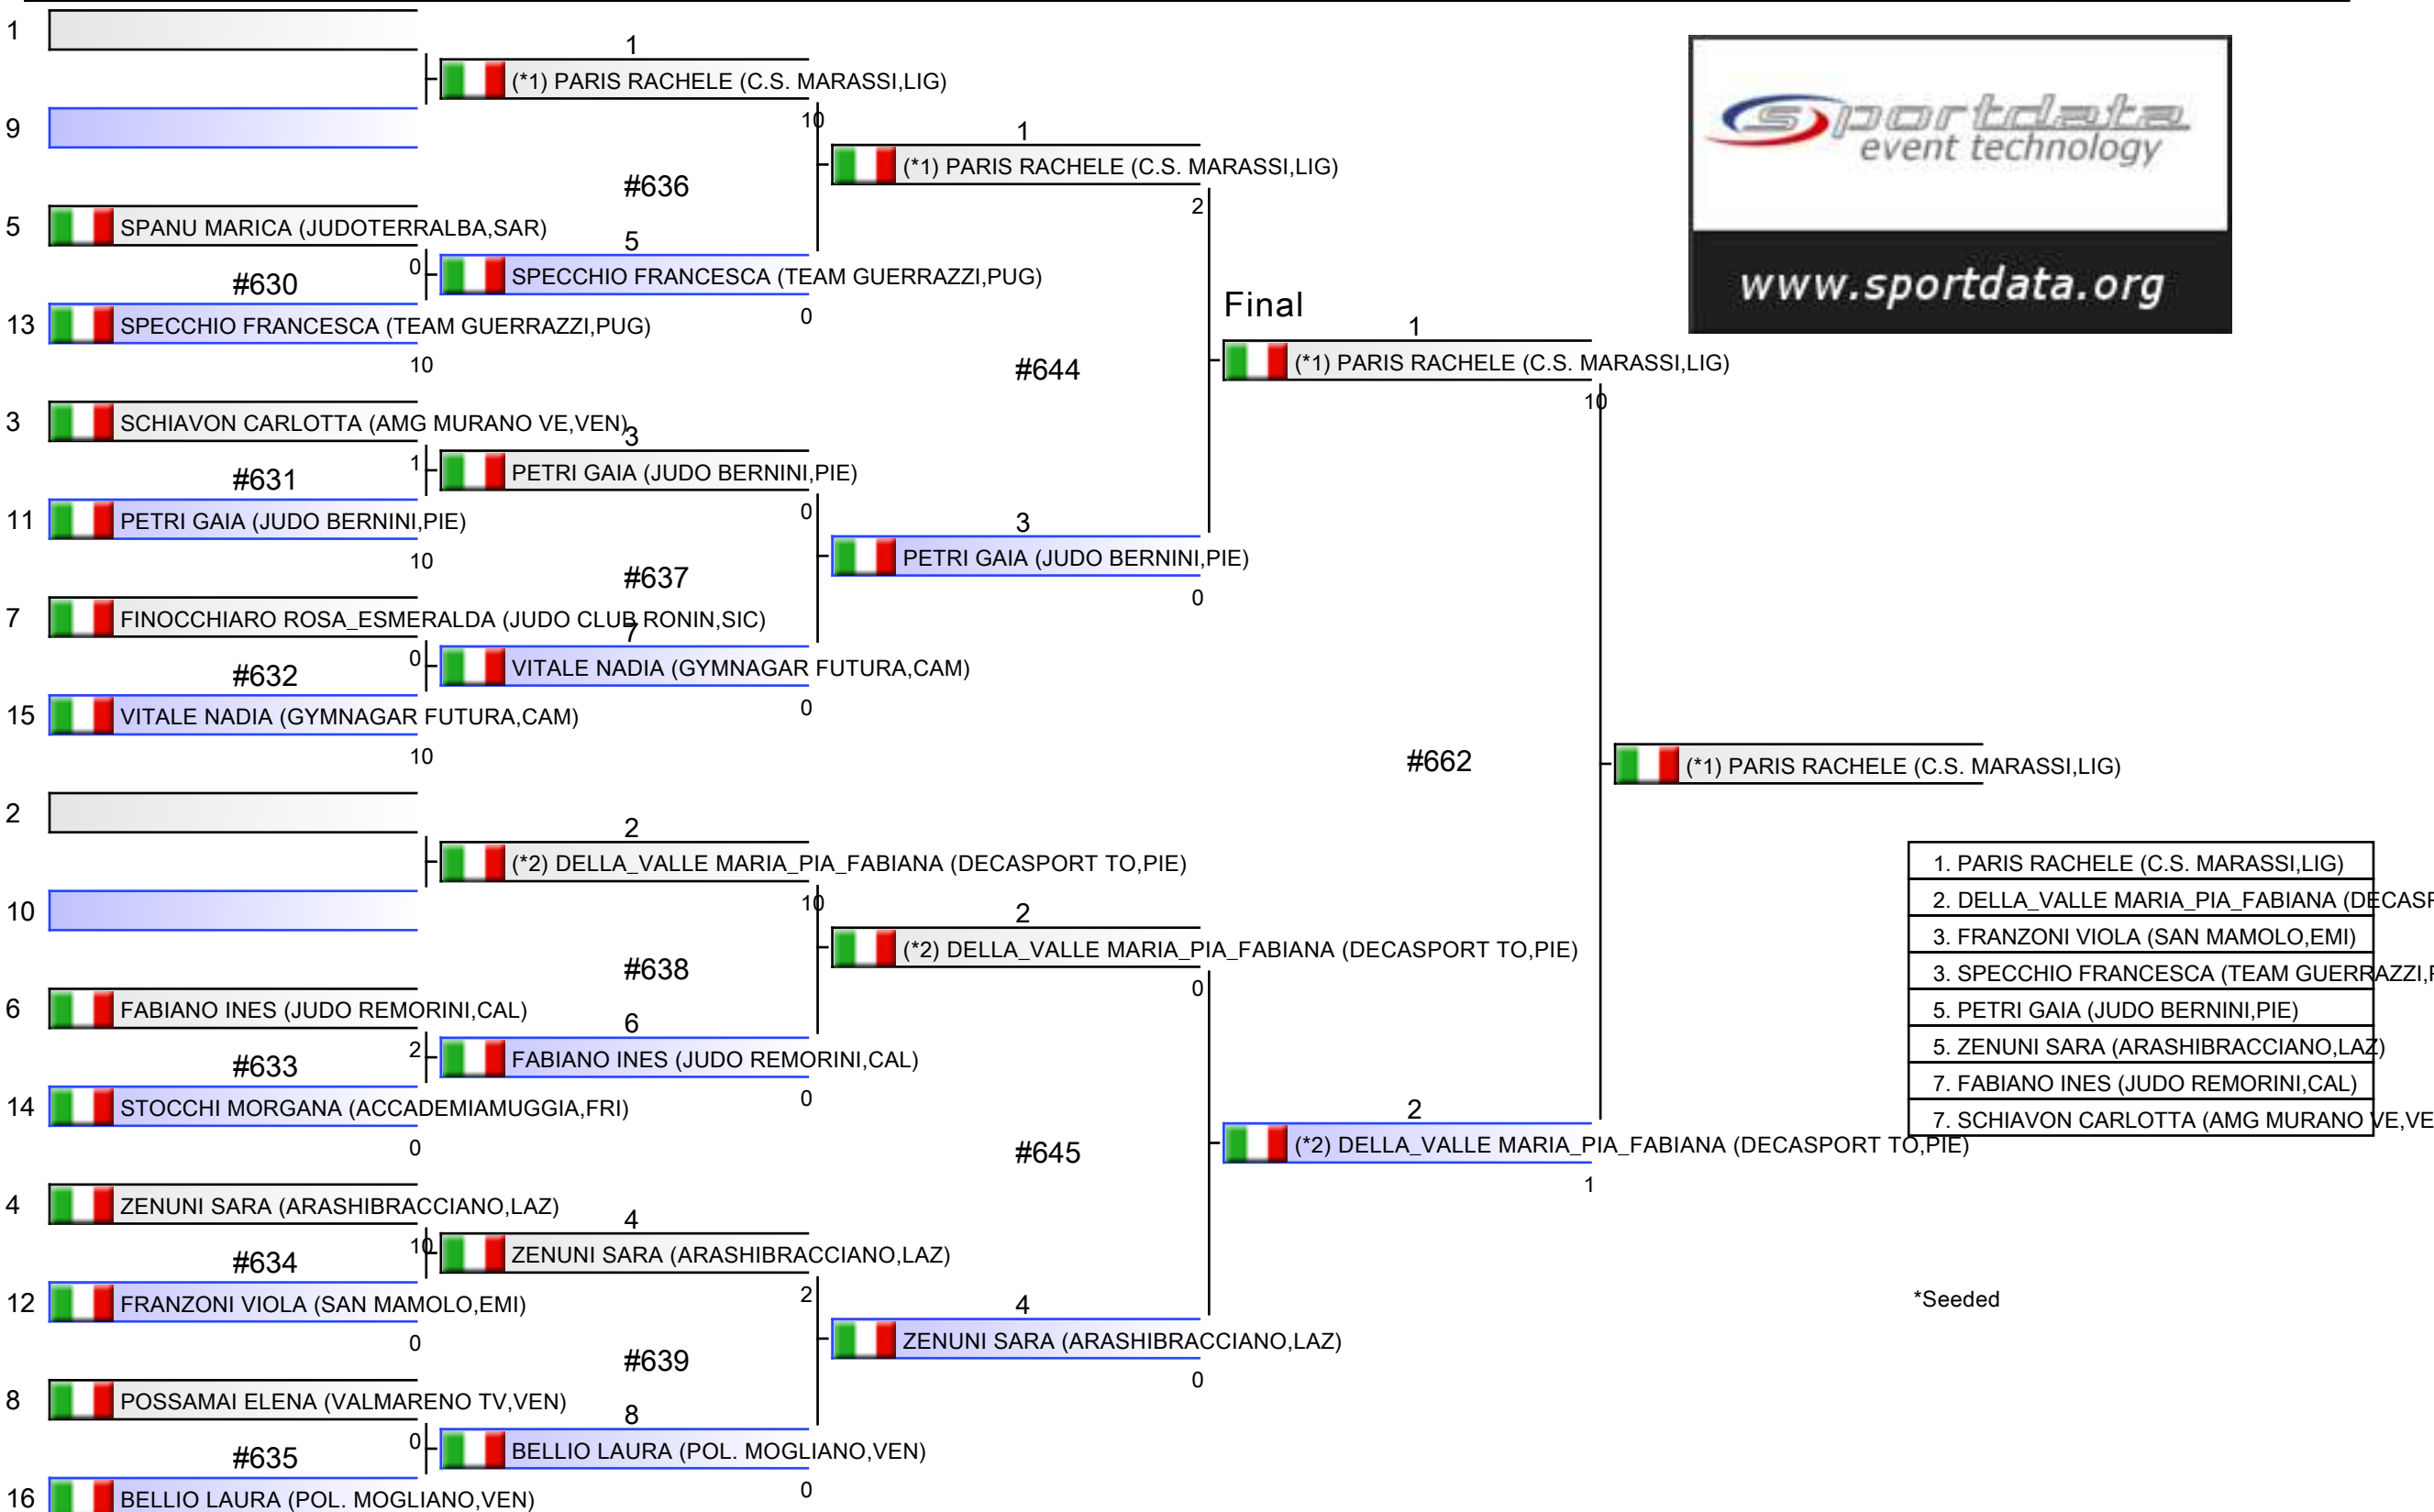 1
1
(*1) PARIS RACHELE (C.S. MARASSI,LIG)
9
10
1
(*1) PARIS RACHELE (C.S. MARASSI,LIG)
sportdata
event technology
www.sportdata.org
#636
2
5
SPANU MARICA (JUDOTERRALBA,SAR)
5
0
SPECCHIO FRANCESCA (TEAM GUERRAZZI,PUG)
#630
0
13
SPECCHIO FRANCESCA (TEAM GUERRAZZI,PUG)
10
Final
1
(*1) PARIS RACHELE (C.S. MARASSI,LIG)
#644
10
3
SCHIAVON CARLOTTA (AMG MURANO VE,VEN)
3
1
PETRI GAIA (JUDO BERNINI,PIE)
#631
0
11
PETRI GAIA (JUDO BERNINI,PIE)
10
3
PETRI GAIA (JUDO BERNINI,PIE)
#637
0
7
FINOCCHIARO ROSA_ESMERALDA (JUDO CLUB RONIN,SIC)
7
0
VITALE NADIA (GYMNAGAR FUTURA,CAM)
#632
0
15
VITALE NADIA (GYMNAGAR FUTURA,CAM)
10
#662
(*1) PARIS RACHELE (C.S. MARASSI,LIG)
2
2
(*2) DELLA_VALLE MARIA_PIA_FABIANA (DECASPORT TO,PIE)
10
10
2
(*2) DELLA_VALLE MARIA_PIA_FABIANA (DECASPORT TO,PIE)
#638
0
6
FABIANO INES (JUDO REMORINI,CAL)
6
2
FABIANO INES (JUDO REMORINI,CAL)
#633
0
14
STOCCHI MORGANA (ACCADEMIAMUGGIA,FRI)
0
#645
2
(*2) DELLA_VALLE MARIA_PIA_FABIANA (DECASPORT TO,PIE)
1
4
ZENUNI SARA (ARASHIBRACCIANO,LAZ)
4
10
ZENUNI SARA (ARASHIBRACCIANO,LAZ)
#634
2
12
FRANZONI VIOLA (SAN MAMOLO,EMI)
0
4
ZENUNI SARA (ARASHIBRACCIANO,LAZ)
#639
0
8
POSSAMAI ELENA (VALMARENO TV,VEN)
8
0
BELLIO LAURA (POL. MOGLIANO,VEN)
#635
0
16
BELLIO LAURA (POL. MOGLIANO,VEN)
1. PARIS RACHELE (C.S. MARASSI,LIG)
2. DELLA_VALLE MARIA_PIA_FABIANA
3. FRANZONI VIOLA (SAN MAMOLO,EMI)
3. SPECCHIO FRANCESCA (TEAM GUERRAZZI,
5. PETRI GAIA (JUDO BERNINI,PIE)
5. ZENUNI SARA (ARASHIBRACCIANO,LAZ)
7. FABIANO INES (JUDO REMORINI,CAL)
7. SCHIAVON CARLOTTA (AMG MURANO VE,VE
*Seeded